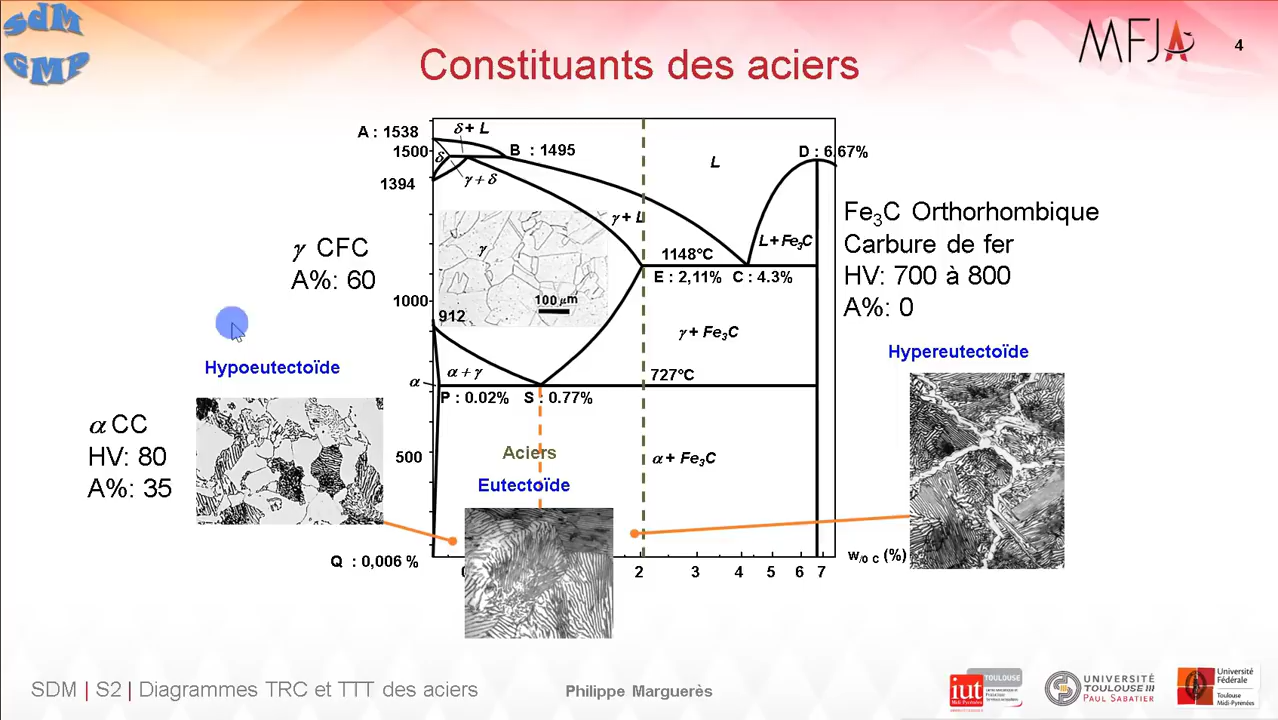 SdM
GMP
MFJA
4
Constituants des aciers
A : 1538
δ + L
1500
B : 1495
D : 6,67%
L
δ
γ + δ
1394
γ + L
γ
Fe3C Orthorhombique
Carbure de fer
HV: 700 à 800
A%: 0
γ CFC
A%: 60
L + Fe3C
1148°C
E : 2,11% C : 4.3%
1000
100 μm
912
γ + Fe3C
Hypoeutectoïde
Hypereutectoïde
α
α + γ
727°C
P : 0.02% S : 0.77%
α CC
HV: 80
A%: 35
500
Aciers
α + Fe3C
Eutectoïde
Q : 0,006 %
2 3 4 5 6 7
w/o C (%)
SDM | S2 | Diagrammes TRC et TTT des aciers
Philippe Marguerès
iut
Midi-Pyrénées
TOULOUSE
UNIVERSITÉ
TOULOUSE III
PAUL SABATIER
Université
Fédérale
Toulouse
Midi-Pyrénées